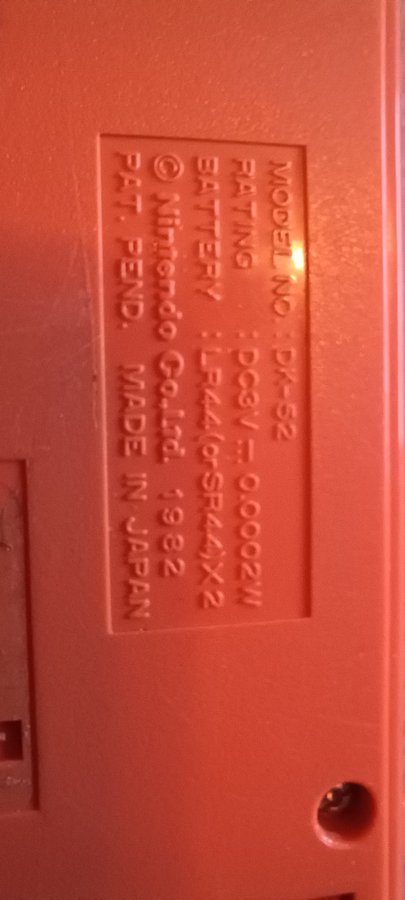 MODEL NO : DK-52
RATING : DC3V ⎓ 0.0002W
BATTERY : LR44(orSR44)X2
© Nintendo Co.,Ltd. 1982
PAT. PEND. MADE IN JAPAN